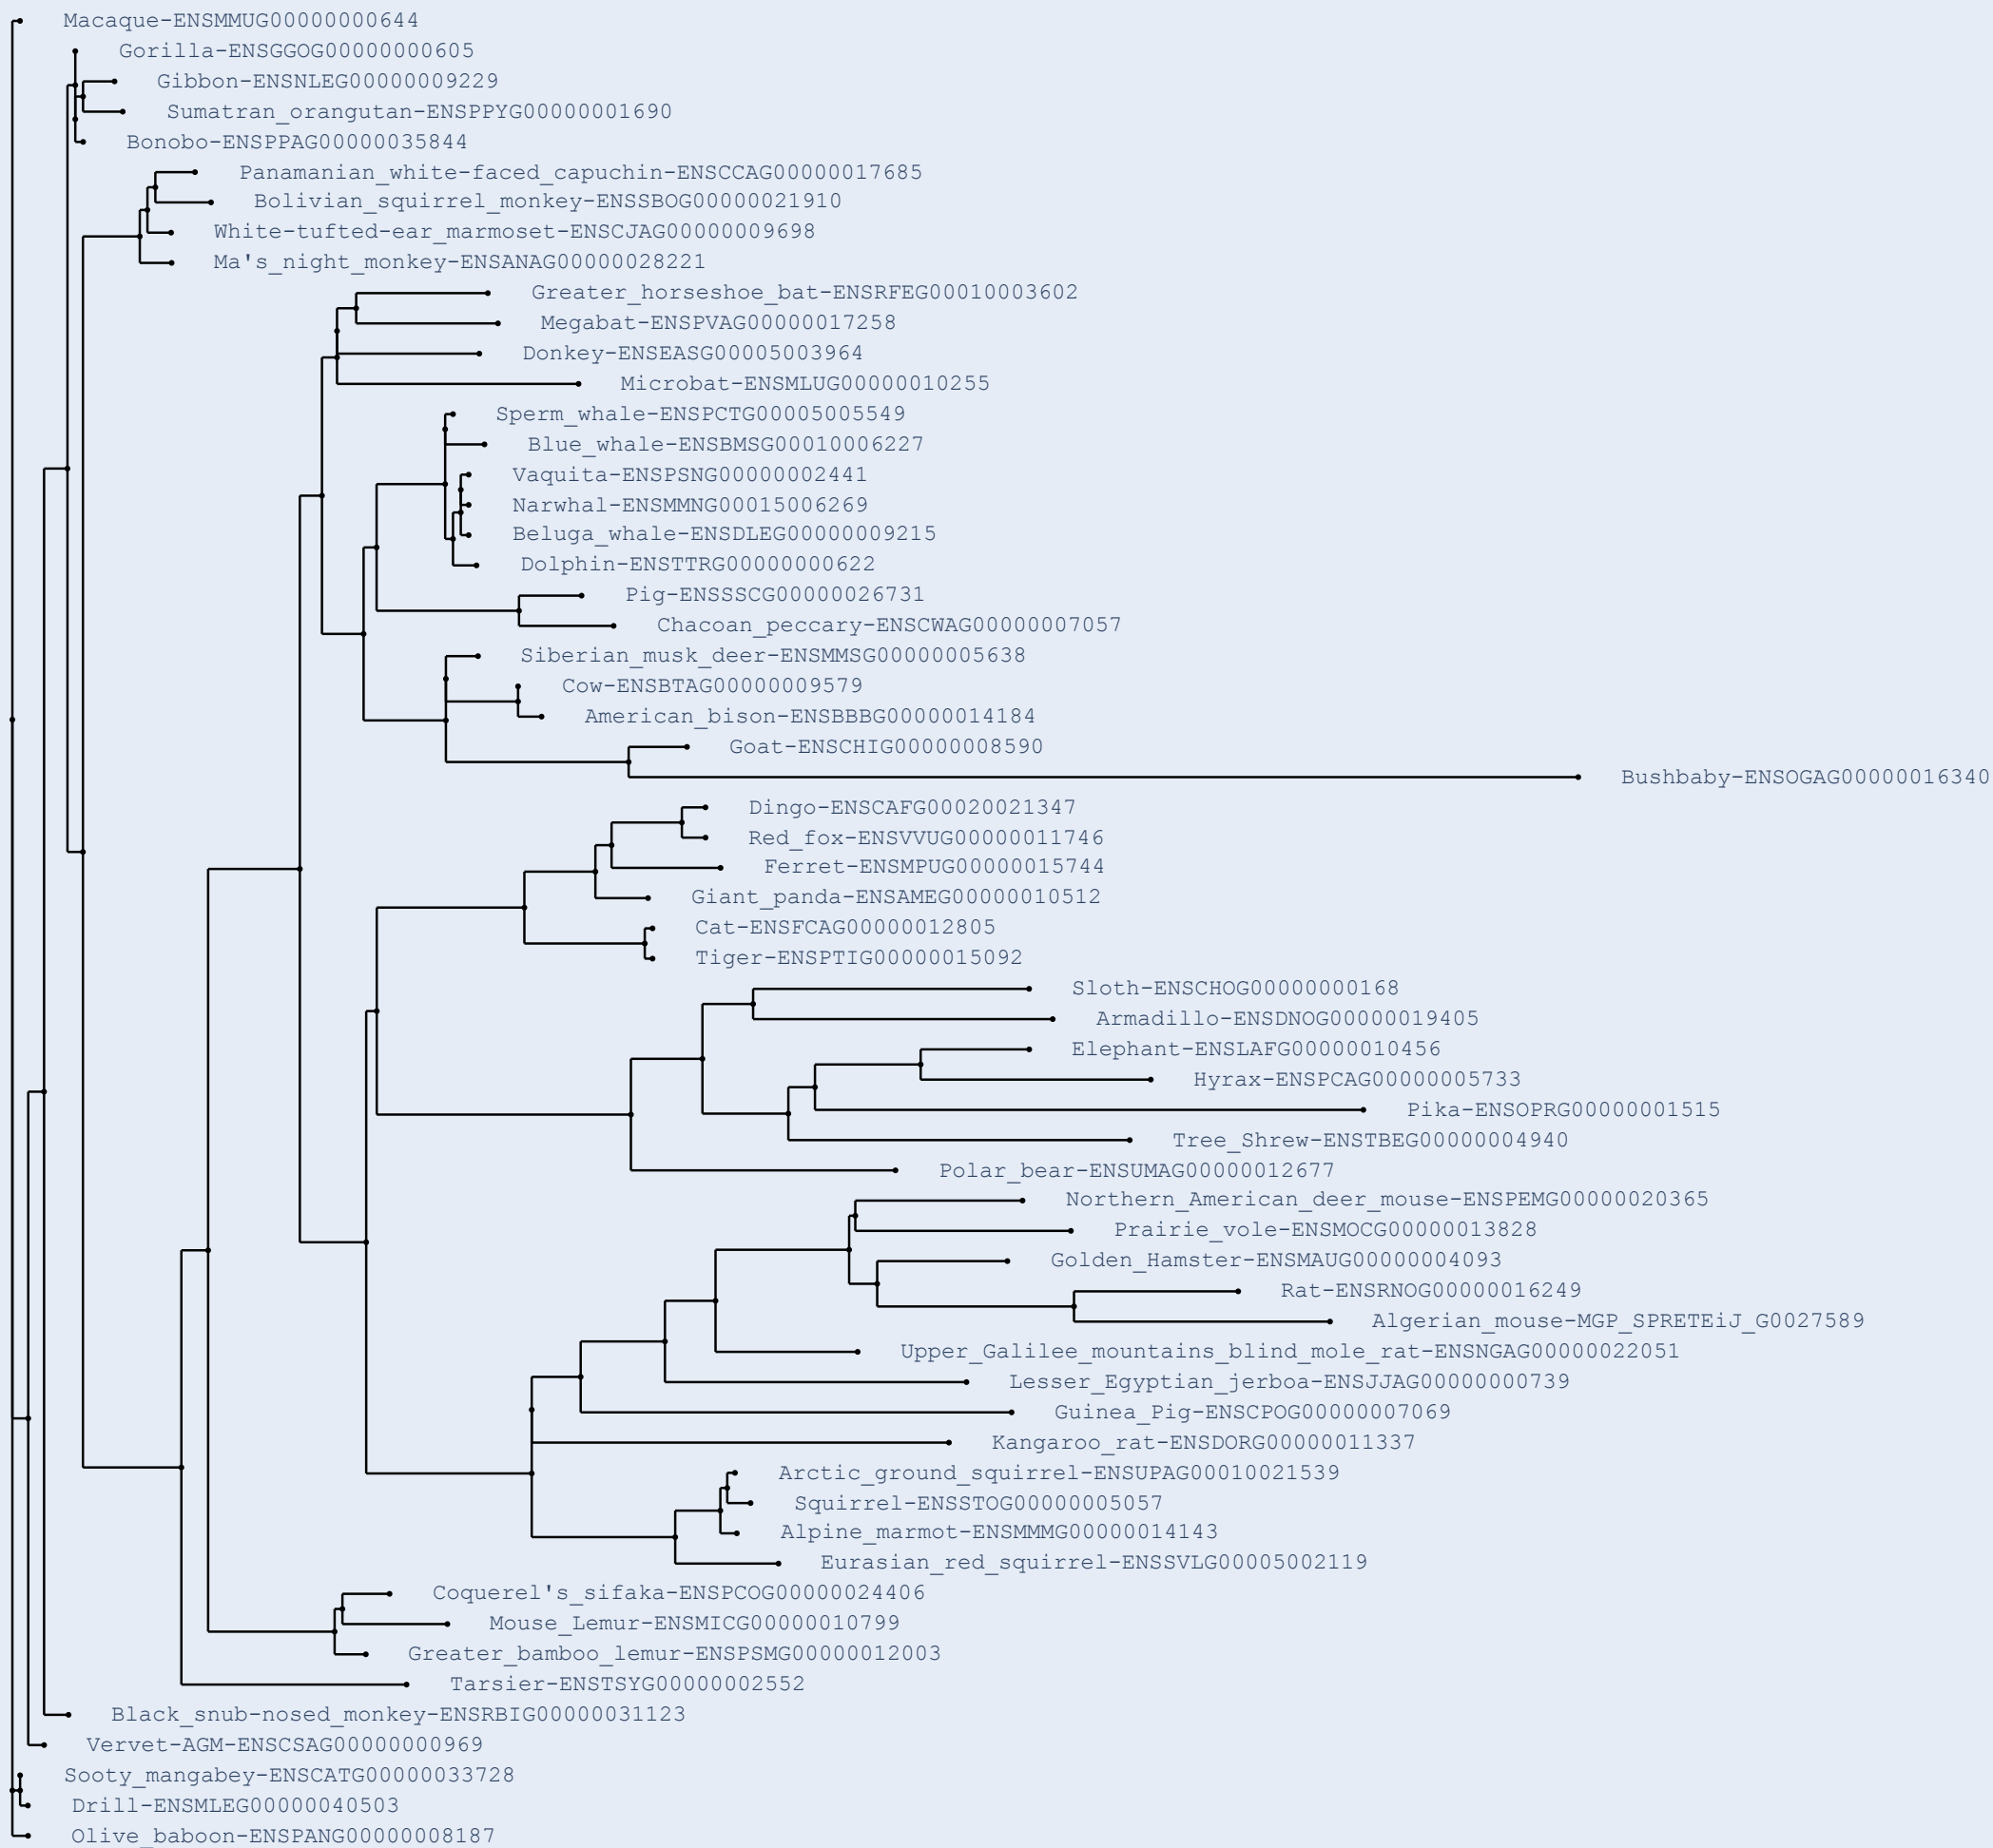 Macaque-ENSMMUG00000000644
Gorilla-ENSGGOG00000000605
Gibbon-ENSNLEG00000009229
Sumatran_orangutan-ENSPPYG00000001690
Bonobo-ENSPPAG00000035844
Panamanian_white-faced_capuchin-ENSCCAG00000017685
Bolivian_squirrel_monkey-ENSSBOG00000021910
White-tufted-ear_marmoset-ENSCJAG00000009698
Ma's_night_monkey-ENSANAG00000028221
Greater_horseshoe_bat-ENSRFEG00010003602
Megabat-ENSPVAG00000017258
Donkey-ENSEASG00005003964
Microbat-ENSMLUG00000010255
Sperm_whale-ENSPCTG00005005549
Blue_whale-ENSBMSG00010006227
Vaquita-ENSPSNG00000002441
Narwhal-ENSMMNG00015006269
Beluga_whale-ENSDLEG00000009215
Dolphin-ENSTTRG00000000622
Pig-ENSSSCG00000026731
Chacoan_peccary-ENSCWAG00000007057
Siberian_musk_deer-ENSMMSG00000005638
Cow-ENSBTAG00000009579
American_bison-ENSBBBG00000014184
Goat-ENSCHIG00000008590
Bushbaby-ENSOGAG00000016340
Dingo-ENSCAFG00020021347
Red_fox-ENSVVUG00000011746
Ferret-ENSMPUG00000015744
Giant_panda-ENSAMEG00000010512
Cat-ENSFCAG00000012805
Tiger-ENSPTIG00000015092
Sloth-ENSCHOG00000000168
Armadillo-ENSDNOG00000019405
Elephant-ENSLAFG00000010456
Hyrax-ENSPCAG00000005733
Pika-ENSOPRG00000001515
Tree_Shrew-ENSTBEG00000004940
Polar_bear-ENSUMAG00000012677
Northern_American_deer_mouse-ENSPEMG00000020365
Prairie_vole-ENSMOCG00000013828
Golden_Hamster-ENSMAUG00000004093
Rat-ENSRNOG00000016249
Algerian_mouse-MGP_SPRETEiJ_G0027589
Upper_Galilee_mountains_blind_mole_rat-ENSNGAG00000022051
Lesser_Egyptian_jerboa-ENSJJAG00000000739
Guinea_Pig-ENSCPOG00000007069
Kangaroo_rat-ENSDORG00000011337
Arctic_ground_squirrel-ENSUPAG00010021539
Squirrel-ENSSTOG00000005057
Alpine_marmot-ENSMMMG00000014143
Eurasian_red_squirrel-ENSSVLG00005002119
Coquerel's_sifaka-ENSPCOG00000024406
Mouse_Lemur-ENSMICG00000010799
Greater_bamboo_lemur-ENSPSMG00000012003
Tarsier-ENSTSYG00000002552
Black_snub-nosed_monkey-ENSRBIG00000031123
Vervet-AGM-ENSCSAG00000000969
Sooty_mangabey-ENSCATG00000033728
Drill-ENSMLEG00000040503
Olive_baboon-ENSPANG00000008187